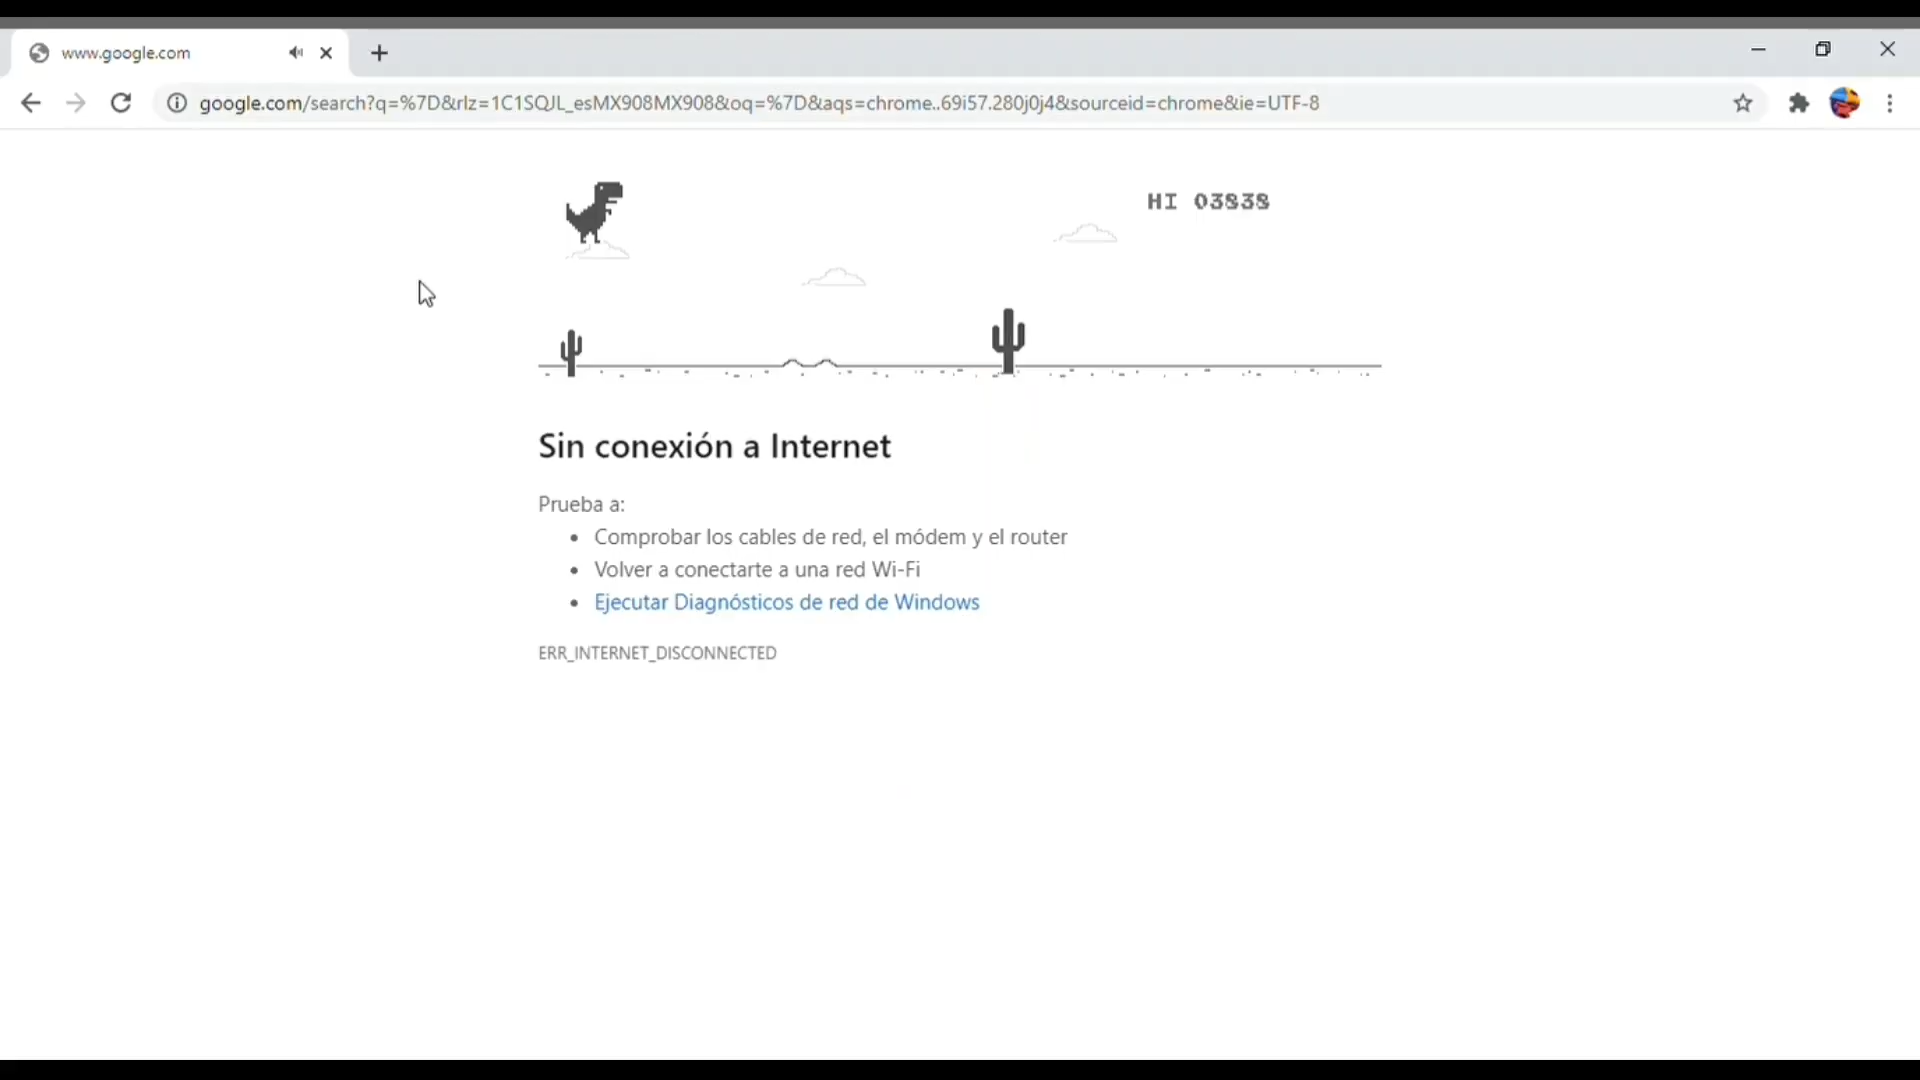 www.google.com
google.com/search?q=%7D&rlz=1C1SQJL_esMX908MX908&oq=%7D&aqs=chrome..69i57.280j0j4&sourceid=chrome&ie=UTF-8
HI 03838
Sin conexión a Internet
Prueba a:
Comprobar los cables de red, el módem y el router
Volver a conectarte a una red Wi-Fi
Ejecutar Diagnósticos de red de Windows
ERR_INTERNET_DISCONNECTED